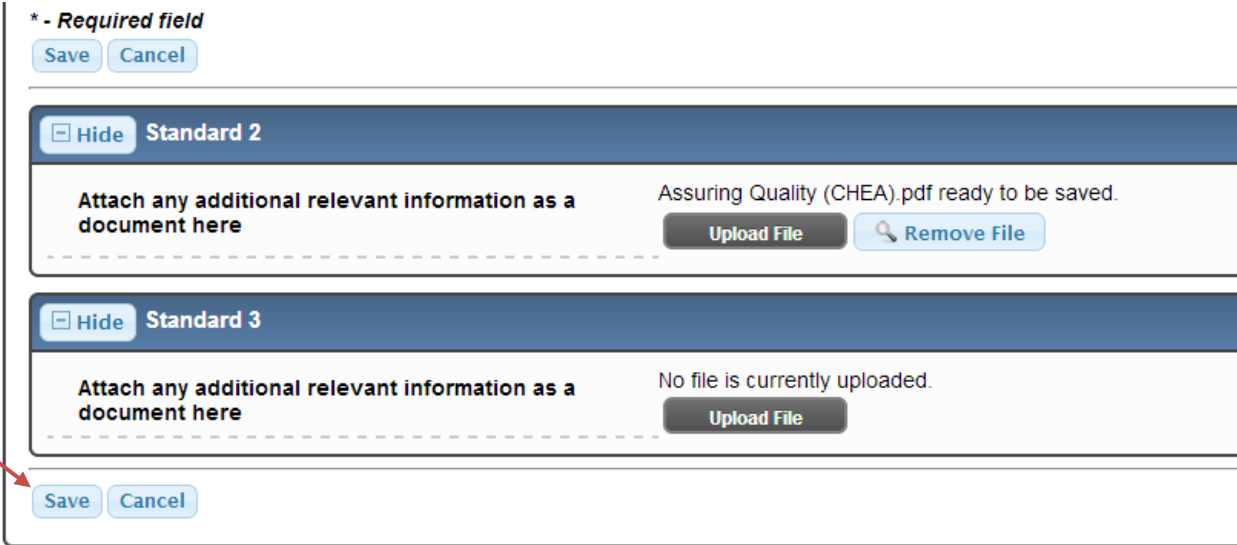 * - Required field
Save Cancel
Hide Standard 2
Attach any additional relevant information as a
document here
Assuring Quality (CHEA).pdf ready to be saved.
Upload File Remove File
Hide Standard 3
Attach any additional relevant information as a
document here
No file is currently uploaded.
Upload File
Save Cancel